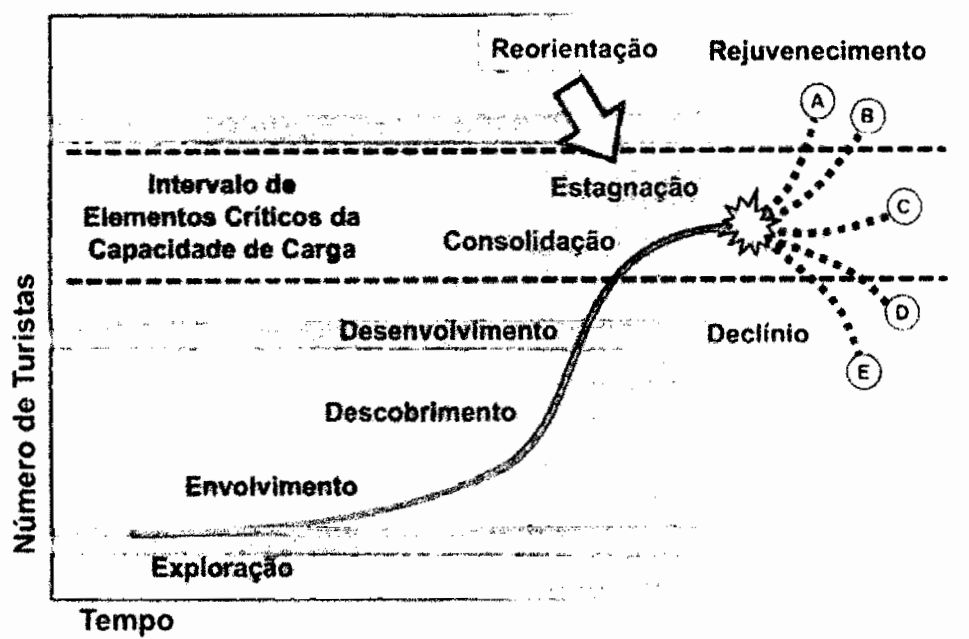 Reorientação
Rejuvenecimento
A
B
Intervalo de
Elementos Críticos da
Capacidade de Carga
Estagnação
C
Consolidação
Desenvolvimento
Declínio
D
E
Descobrimento
Envolvimento
Exploração
Número de Turistas
Tempo